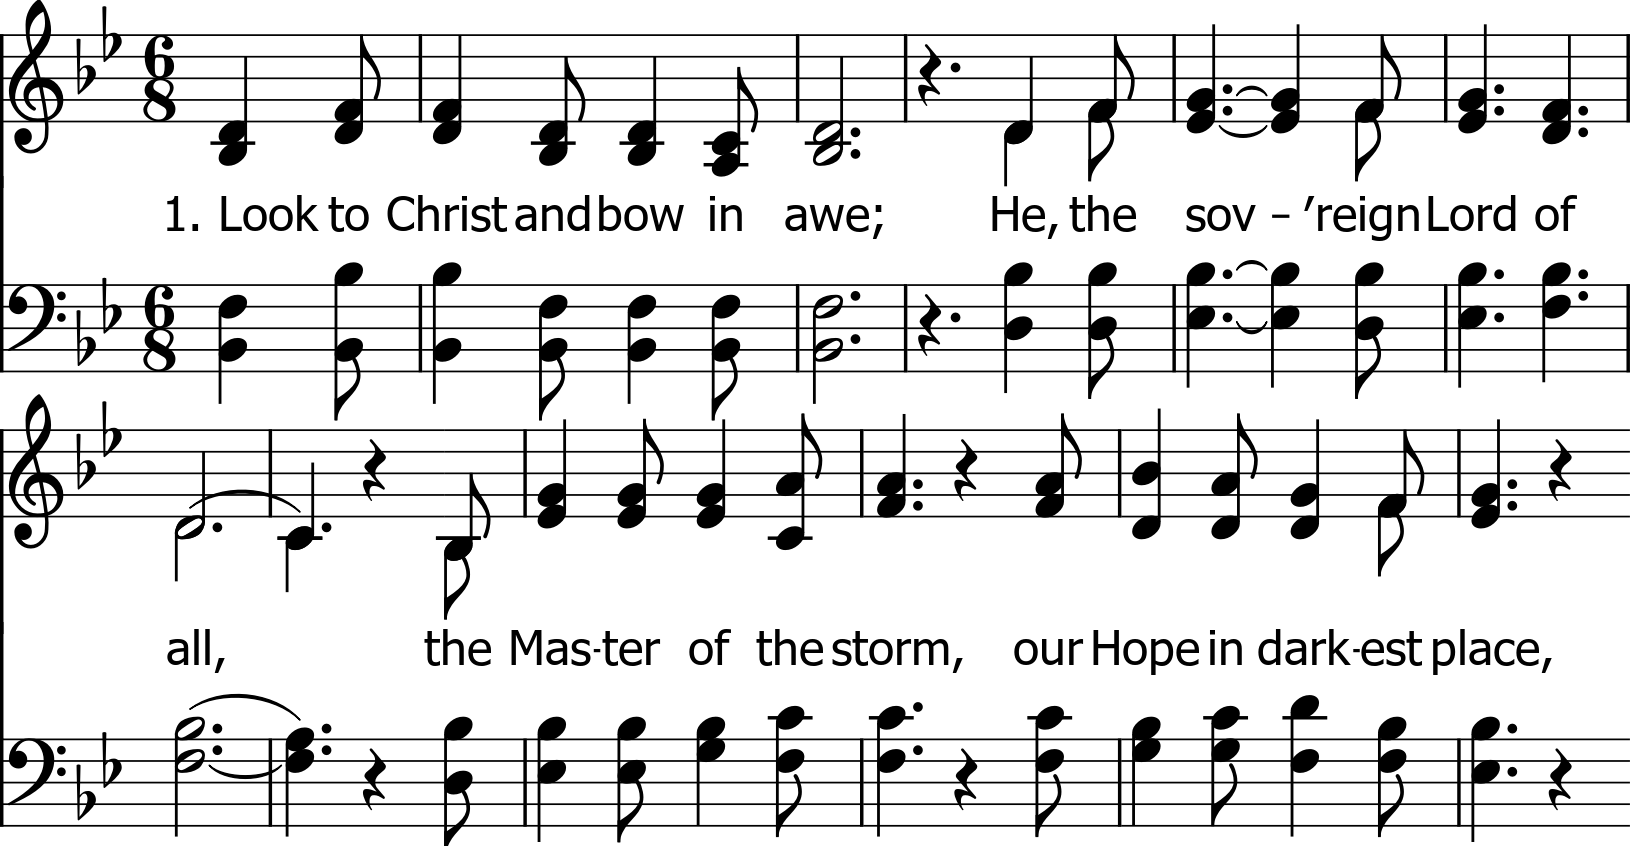 1. Look to Christ and bow in awe; He, the sov – ’reign Lord of
all, the Mas-ter of the storm, our Hope in dark-est place,